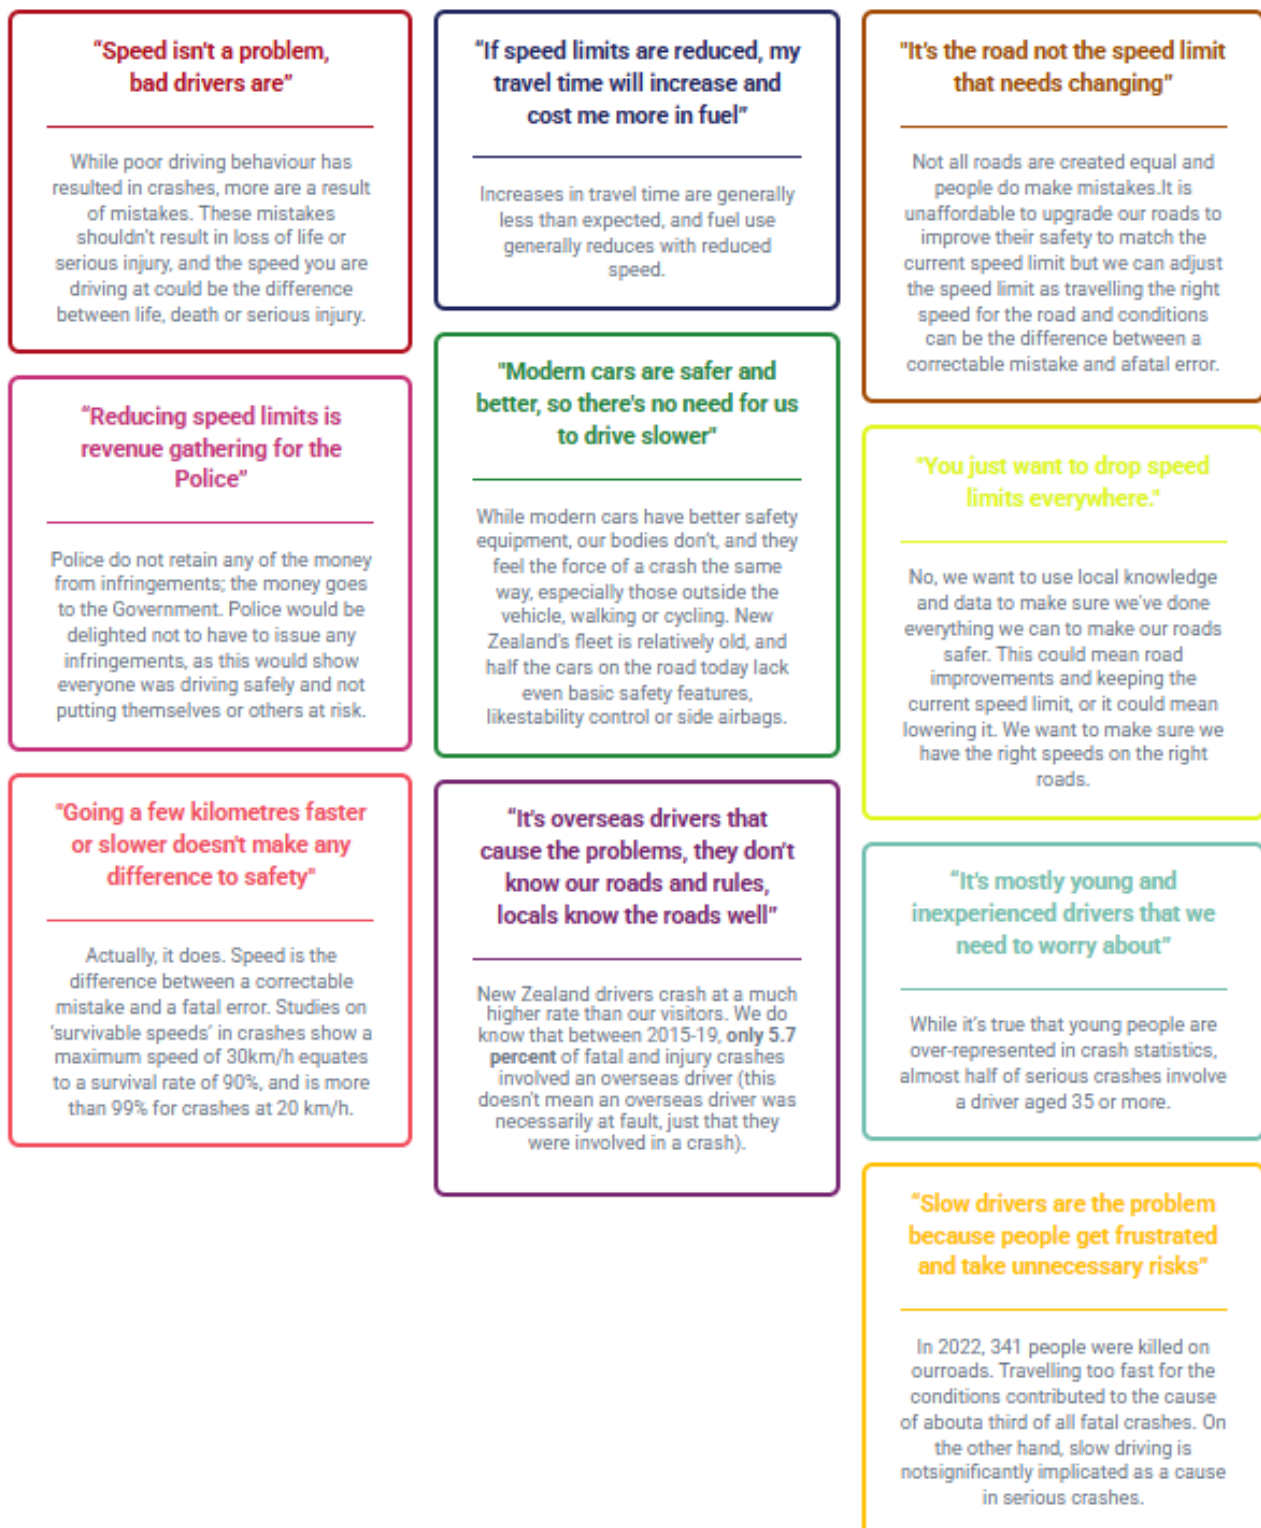 “Speed isn't a problem,
bad drivers are”
While poor driving behaviour has
resulted in crashes, more are a result
of mistakes. These mistakes
shouldn't result in loss of life or
serious injury, and the speed you are
driving at could be the difference
between life, death or serious injury.
“Reducing speed limits is
revenue gathering for the
Police”
Police do not retain any of the money
from infringements; the money goes
to the Government. Police would be
delighted not to have to issue any
infringements, as this would show
everyone was driving safely and not
putting themselves or others at risk.
"Going a few kilometres faster
or slower doesn't make any
difference to safety"
Actually, it does. Speed is the
difference between a correctable
mistake and a fatal error. Studies on
'survivable speeds' in crashes show a
maximum speed of 30km/h equates
to a survival rate of 90%, and is more
than 99% for crashes at 20 km/h.
“If speed limits are reduced, my
travel time will increase and
cost me more in fuel”
Increases in travel time are generally
less than expected, and fuel use
generally reduces with reduced
speed.
"Modern cars are safer and
better, so there's no need for us
to drive slower"
While modern cars have better safety
equipment, our bodies don't, and they
feel the force of a crash the same
way, especially those outside the
vehicle, walking or cycling. New
Zealand's fleet is relatively old, and
half the cars on the road today lack
even basic safety features,
likestability control or side airbags.
“It's overseas drivers that
cause the problems, they don't
know our roads and rules,
locals know the roads well”
New Zealand drivers crash at a much
higher rate than our visitors. We do
know that between 2015-19, only 5.7
percent of fatal and injury crashes
involved an overseas driver (this
doesn't mean an overseas driver was
necessarily at fault, just that they
were involved in a crash).
"It's the road not the speed limit
that needs changing”
Not all roads are created equal and
people do make mistakes.It is
unaffordable to upgrade our roads to
improve their safety to match the
current speed limit but we can adjust
the speed limit as travelling the right
speed for the road and conditions
can be the difference between a
correctable mistake and afatal error.
"You just want to drop speed
limits everywhere."
No, we want to use local knowledge
and data to make sure we've done
everything we can to make our roads
safer. This could mean road
improvements and keeping the
current speed limit, or it could mean
lowering it. We want to make sure we
have the right speeds on the right
roads.
“It's mostly young and
inexperienced drivers that we
need to worry about”
While it's true that young people are
over-represented in crash statistics,
almost half of serious crashes involve
a driver aged 35 or more.
“Slow drivers are the problem
because people get frustrated
and take unnecessary risks”
In 2022, 341 people were killed on
ourroads. Travelling too fast for the
conditions contributed to the cause
of abouta third of all fatal crashes. On
the other hand, slow driving is
notsignificantly implicated as a cause
in serious crashes.